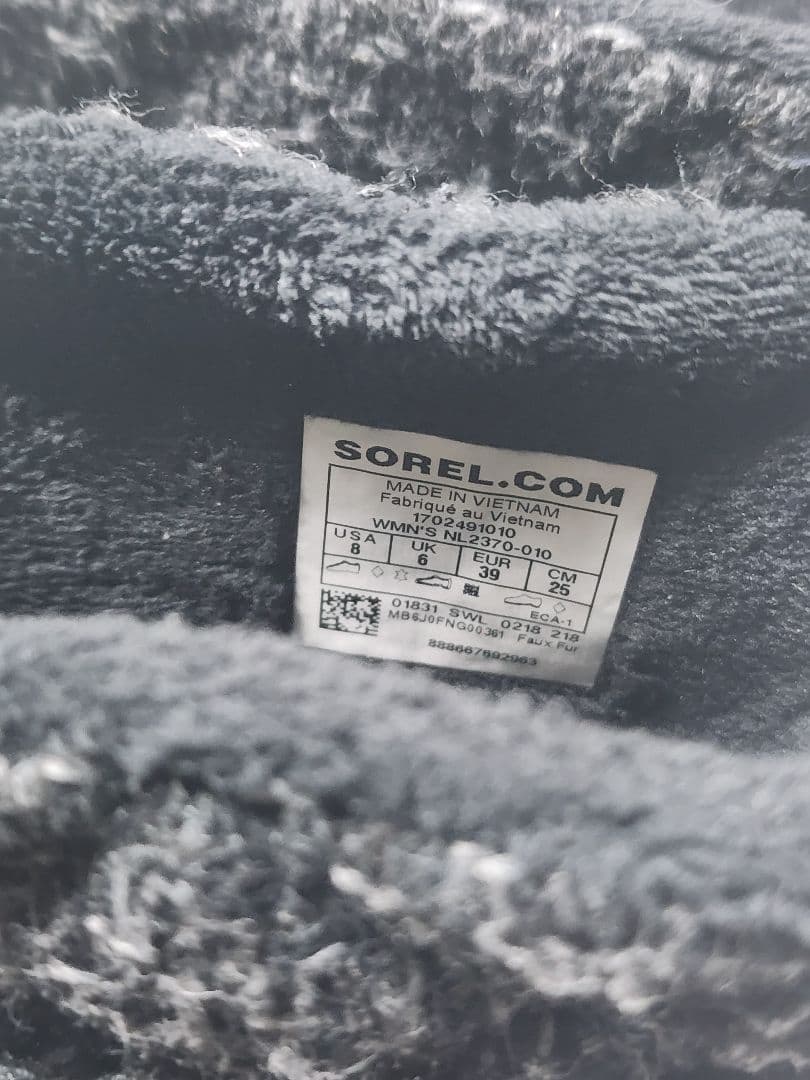 SOREL.COM
MADE IN VIETNAM
Fabriqué au Vietnam
1702491010
WMN'S NL2370-010
USA UK EUR CM
8 6 39 25
ECA-1
01831 SWL 0218 218
MB6J0FNG00361 Faux Fur
888667692963